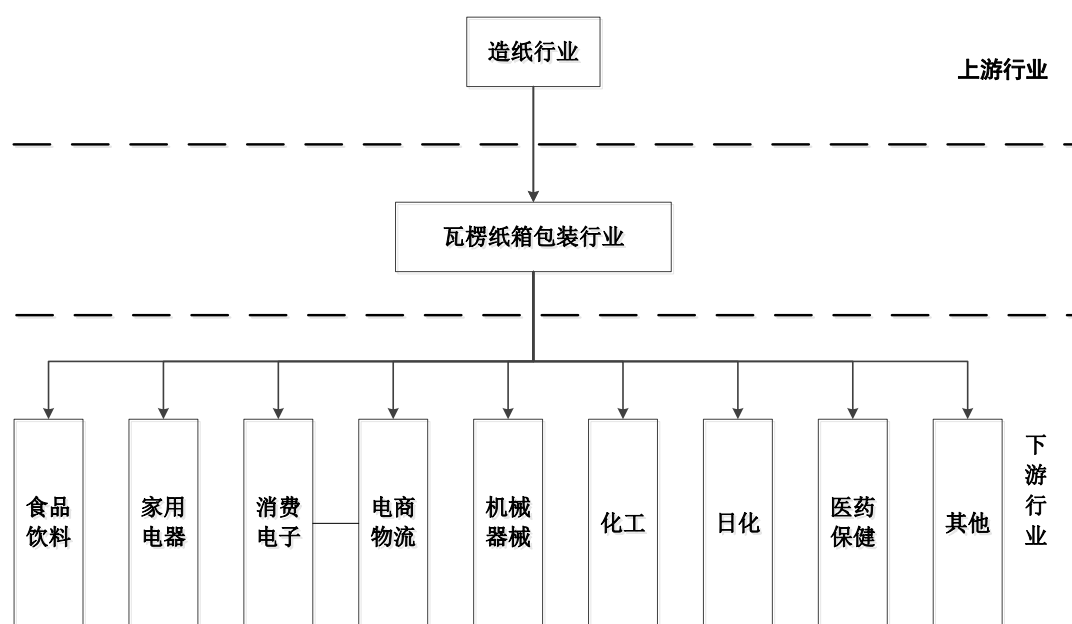 造纸行业
上游行业
瓦楞纸箱包装行业
食品
饮料
家用
电器
消费
电子
电商
物流
机械
器械
化工
日化
医药
保健
其他
下
游
行
业